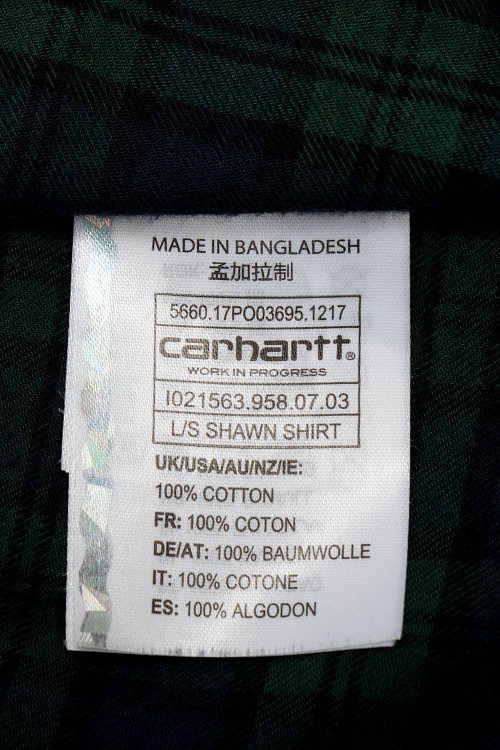 MADE IN BANGLADESH
孟加拉制
5660.17PO03695.1217
carhartt®
WORK IN PROGRESS
I021563.958.07.03
L/S SHAWN SHIRT
UK/USA/AU/NZ/IE:
100% COTTON
FR: 100% COTON
DE/AT: 100% BAUMWOLLE
IT: 100% COTONE
ES: 100% ALGODON